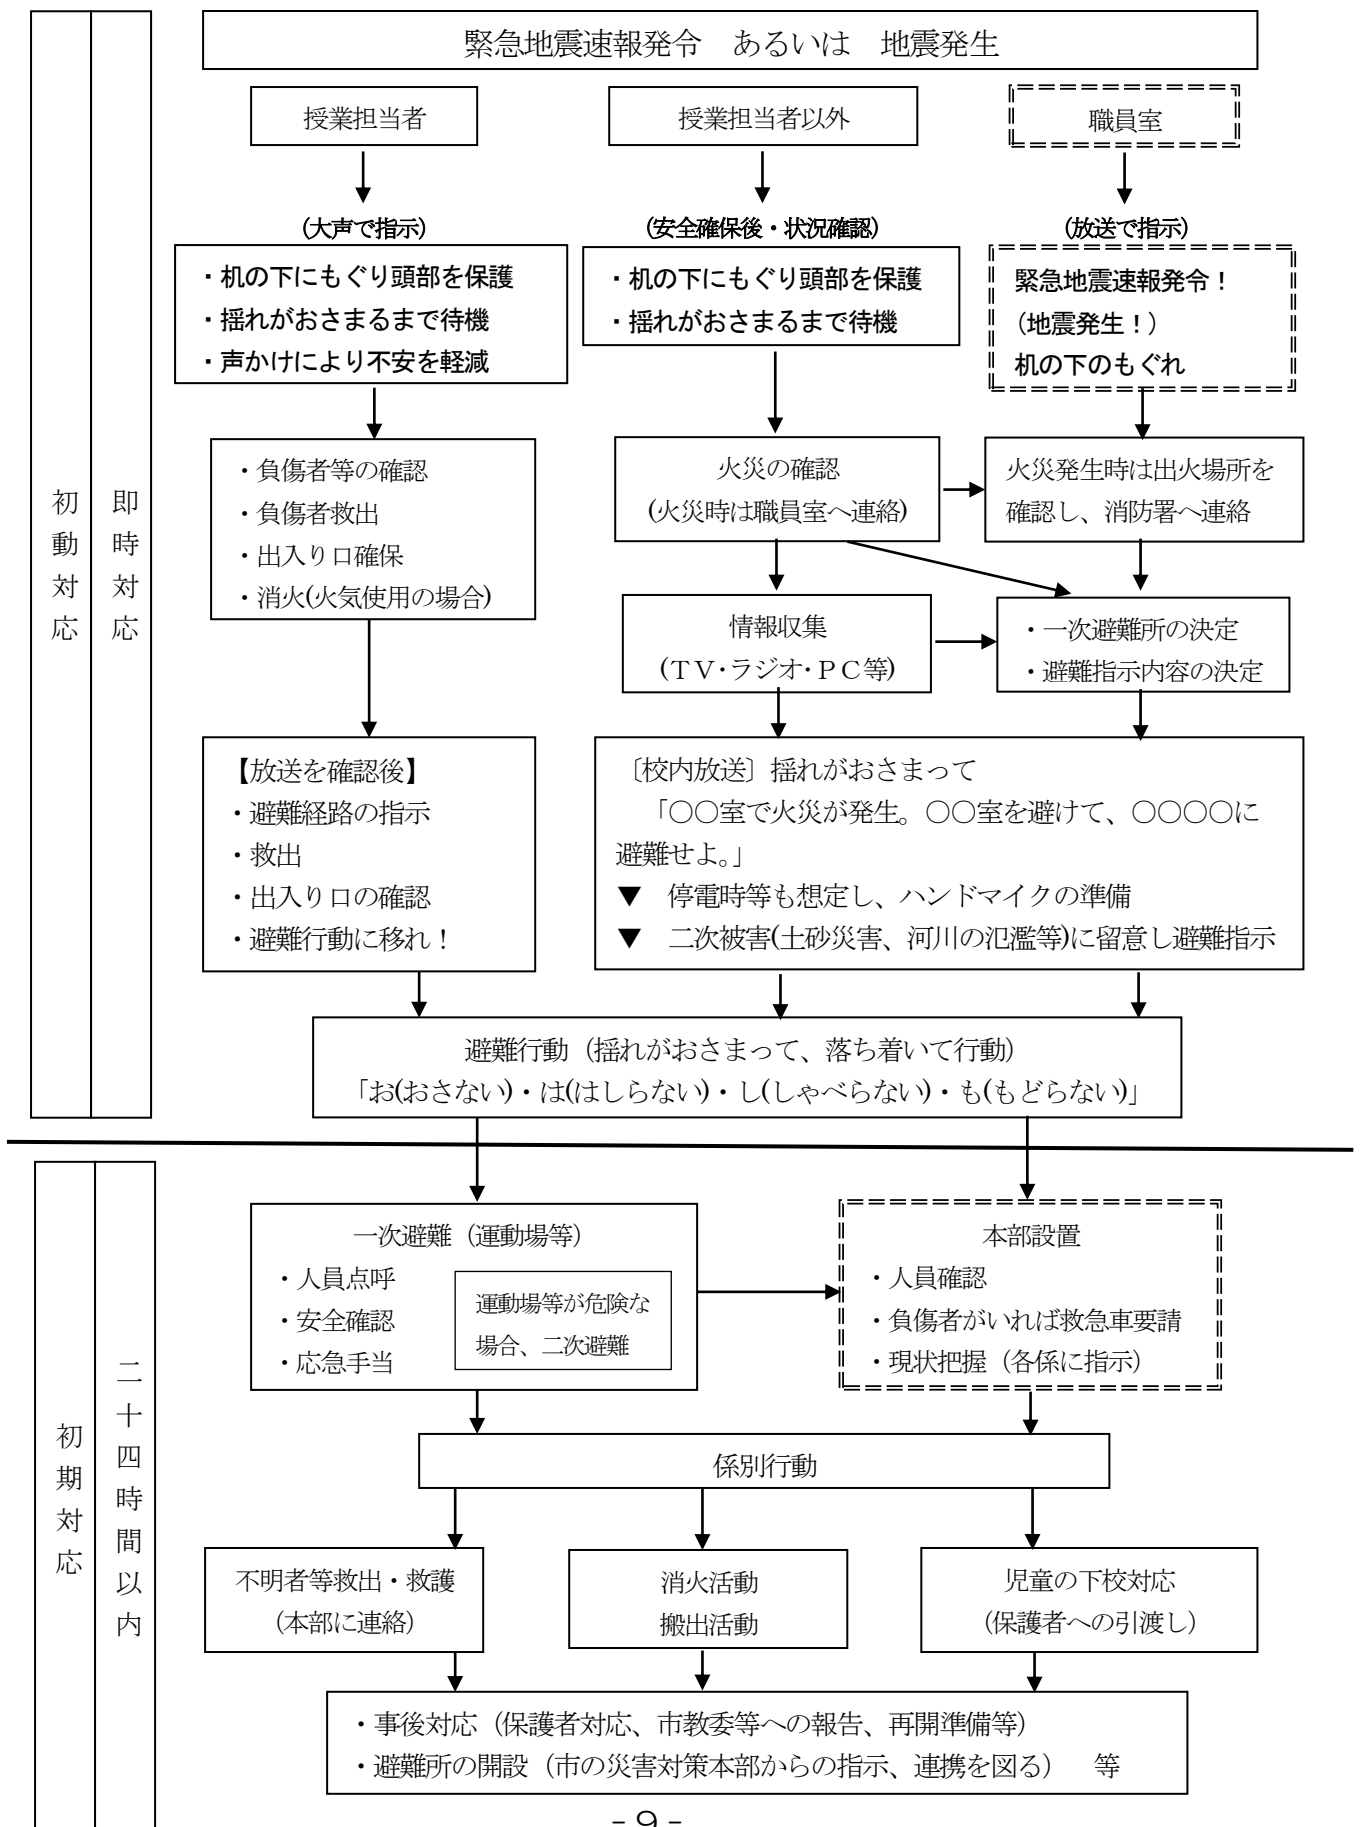 緊急地震速報発令　あるいは　地震発生
授業担当者
授業担当者以外
職員室
(大声で指示)
(安全確保後・状況確認)
(放送で指示)
・机の下にもぐり頭部を保護
・揺れがおさまるまで待機
・声かけにより不安を軽減
・机の下にもぐり頭部を保護
・揺れがおさまるまで待機
緊急地震速報発令！
(地震発生！)
机の下のもぐれ
初動対応
即時対応
・負傷者等の確認
・負傷者救出
・出入り口確保
・消火(火気使用の場合)
火災の確認
(火災時は職員室へ連絡)
火災発生時は出火場所を
確認し、消防署へ連絡
情報収集
(ＴＶ・ラジオ・ＰＣ等)
・一次避難所の決定
・避難指示内容の決定
【放送を確認後】
・避難経路の指示
・救出
・出入り口の確認
・避難行動に移れ！
〔校内放送〕揺れがおさまって
「〇〇室で火災が発生。〇〇室を避けて、〇〇〇〇に
避難せよ。」
▼　停電時等も想定し、ハンドマイクの準備
▼　二次被害(土砂災害、河川の氾濫等)に留意し避難指示
避難行動（揺れがおさまって、落ち着いて行動）
「お(おさない)・は(はしらない)・し(しゃべらない)・も(もどらない)」
初期対応
二十四時間以内
一次避難（運動場等）
・人員点呼
・安全確認
・応急手当
運動場等が危険な
場合、二次避難
本部設置
・人員確認
・負傷者がいれば救急車要請
・現状把握（各係に指示）
係別行動
不明者等救出・救護
（本部に連絡）
消火活動
搬出活動
児童の下校対応
（保護者への引渡し）
・事後対応（保護者対応、市教委等への報告、再開準備等）
・避難所の開設（市の災害対策本部からの指示、連携を図る）　等
-９-